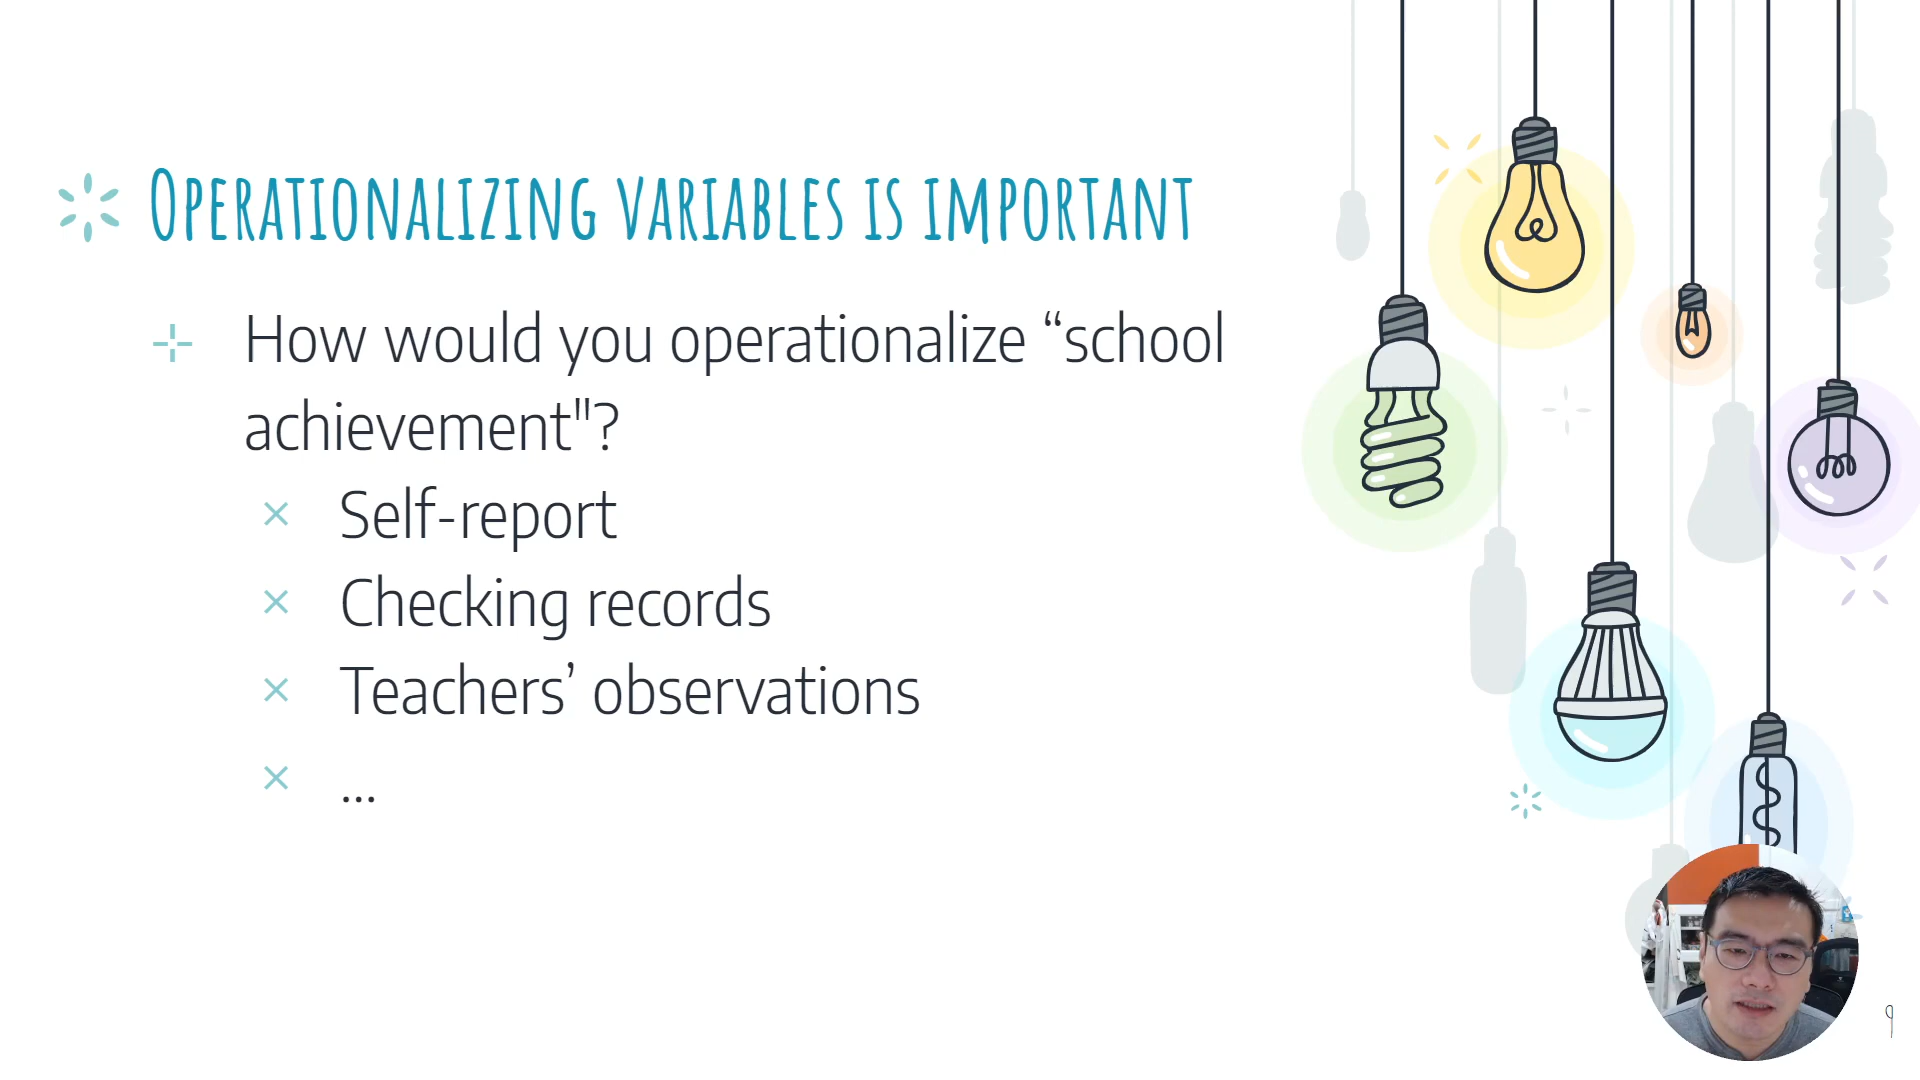 Operationalizing variables is important
How would you operationalize “school
achievement"?
Self-report
Checking records
Teachers’ observations
...
9